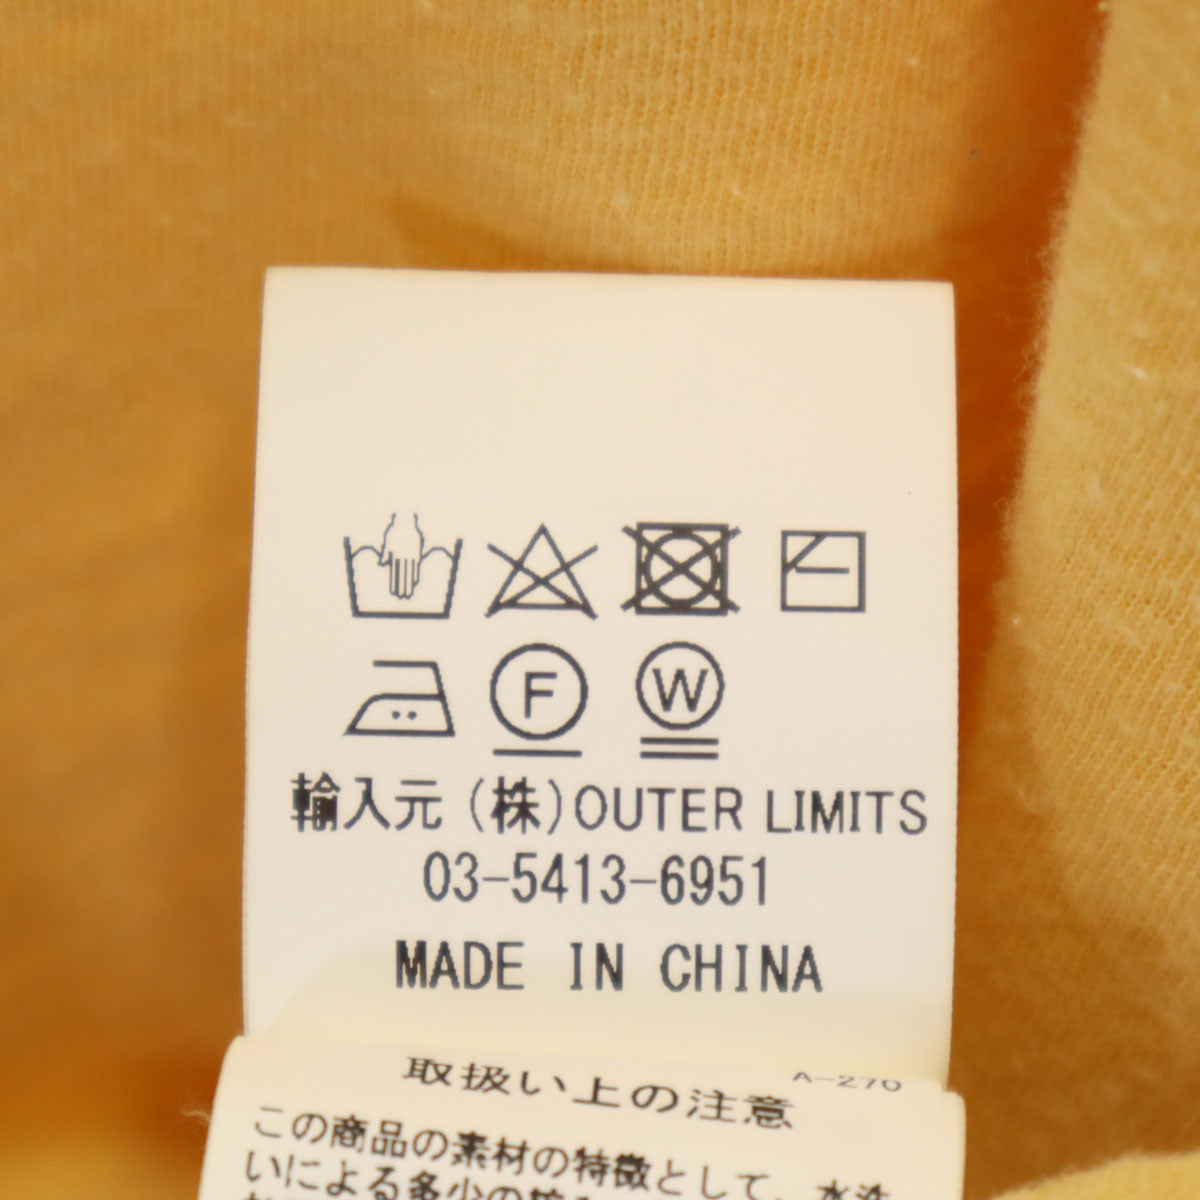 F W
輸入元 (株)OUTER LIMITS
03-5413-6951
MADE IN CHINA
A-270
取扱い上の注意
この商品の素材の特徴として、水洗
いによる多少の